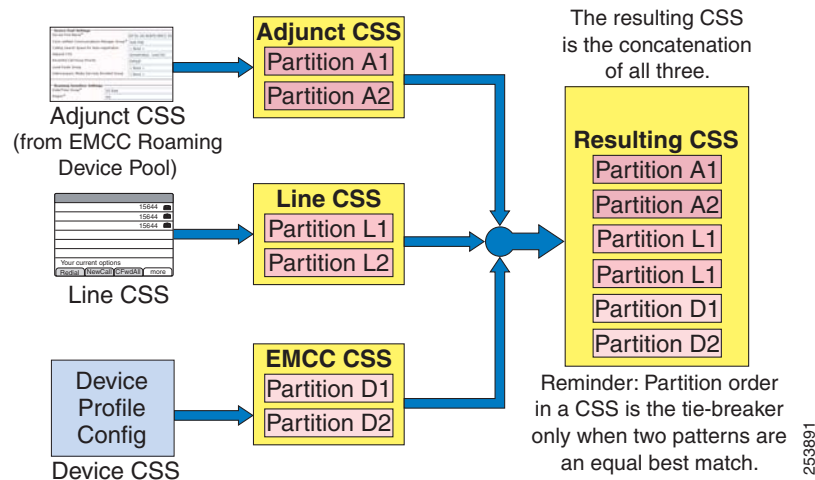 Adjunct CSS
(from EMCC Roaming
Device Pool)
Adjunct CSS
Partition A1
Partition A2
15644
15644
15644
Your current options
Redial NewCall CFwdAll more
Line CSS
Line CSS
Partition L1
Partition L2
Device
Profile
Config
Device CSS
EMCC CSS
Partition D1
Partition D2
The resulting CSS
is the concatenation
of all three.
Resulting CSS
Partition A1
Partition A2
Partition L1
Partition L1
Partition D1
Partition D2
Reminder: Partition order
in a CSS is the tie-breaker
only when two patterns are
an equal best match.
253891